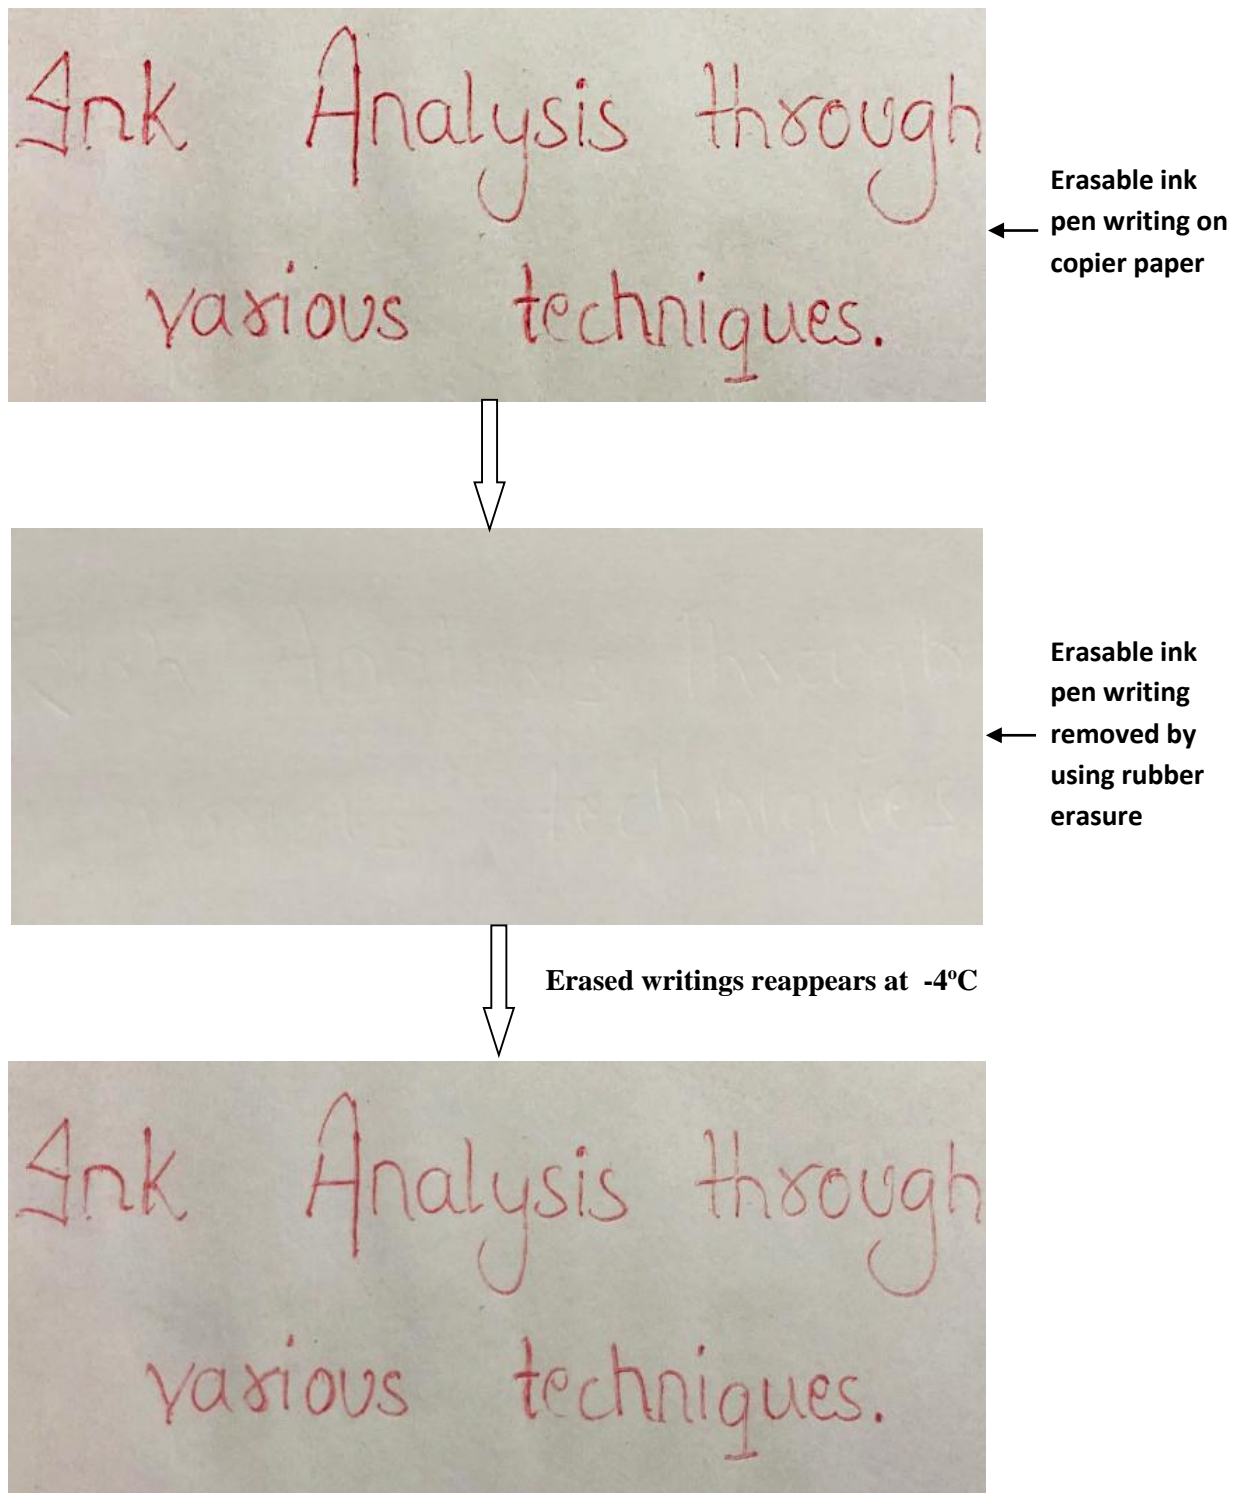 Ink Analysis through
various techniques.
Erasable ink
pen writing on
copier paper
Erasable ink
pen writing
removed by
using rubber
erasure
Erased writings reappears at -4ºC
Ink Analysis through
various techniques.